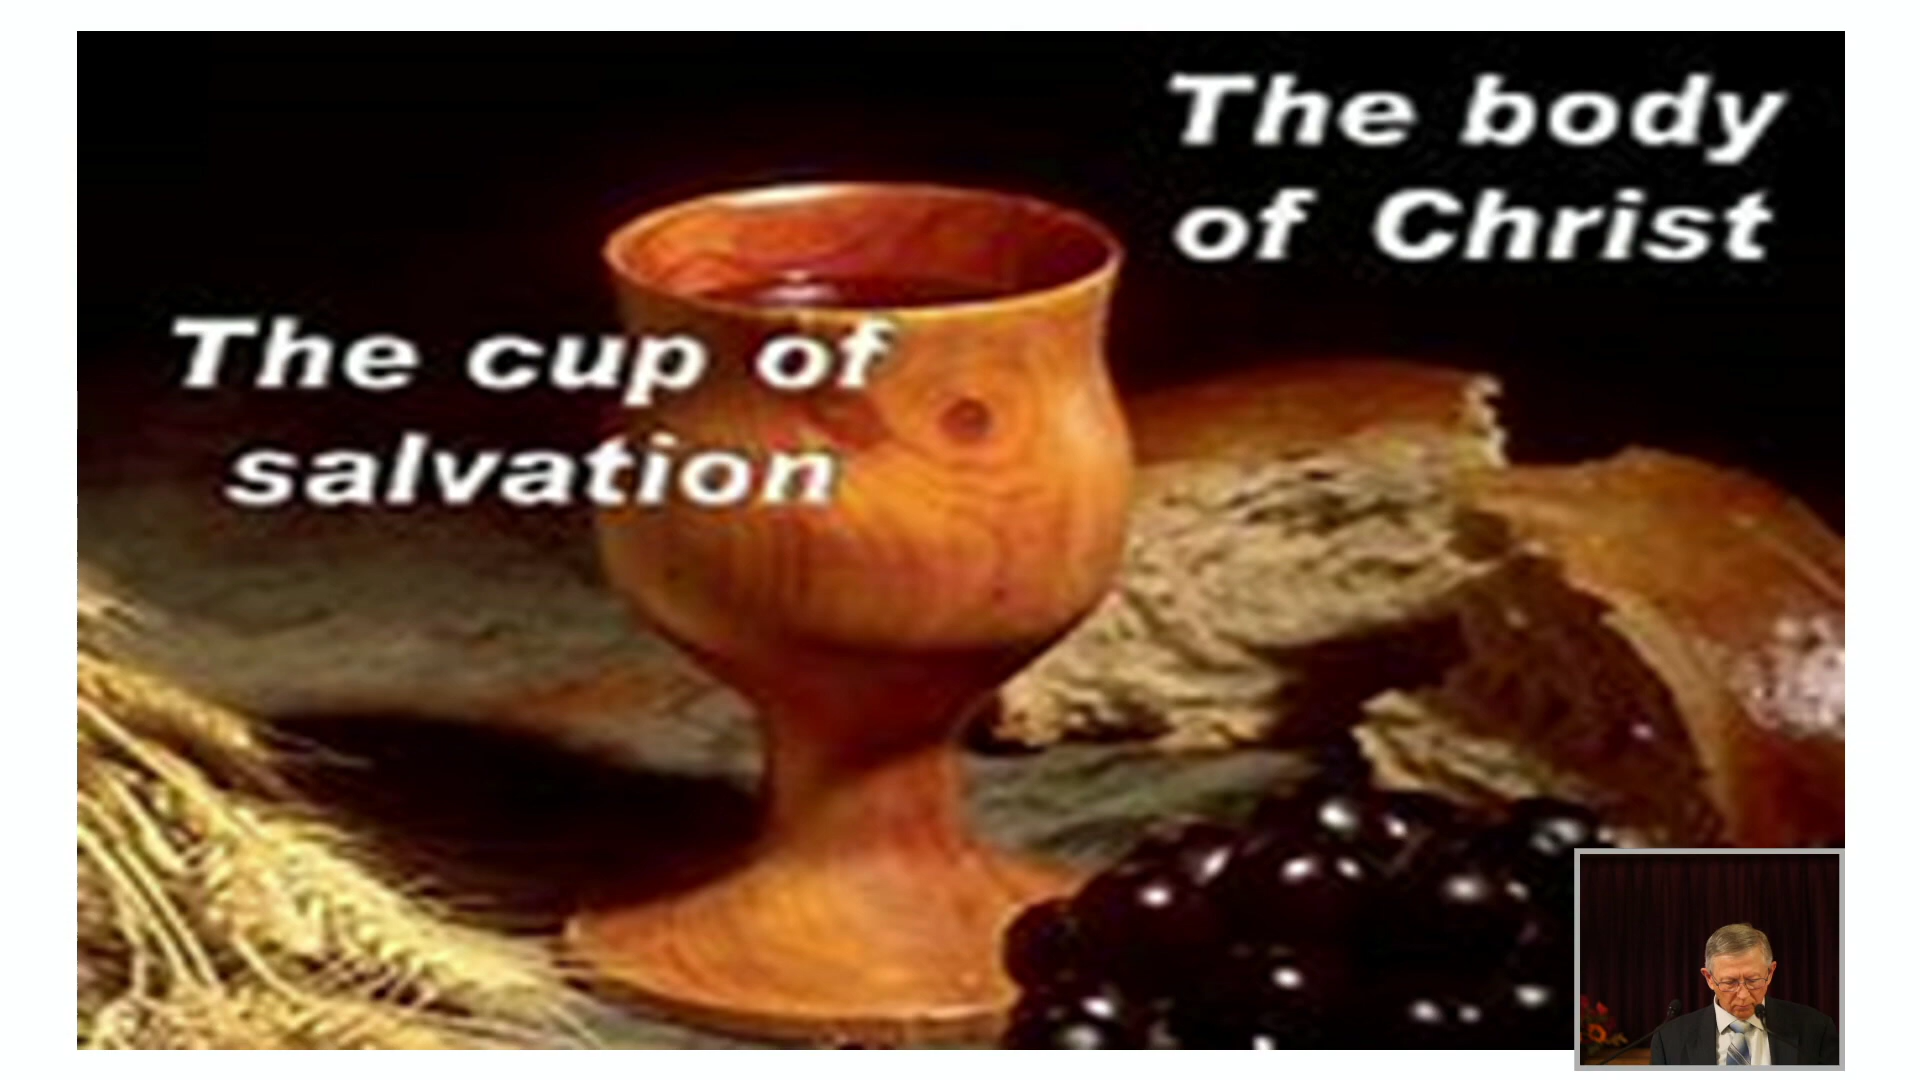 The body
of Christ
The cup of
salvation